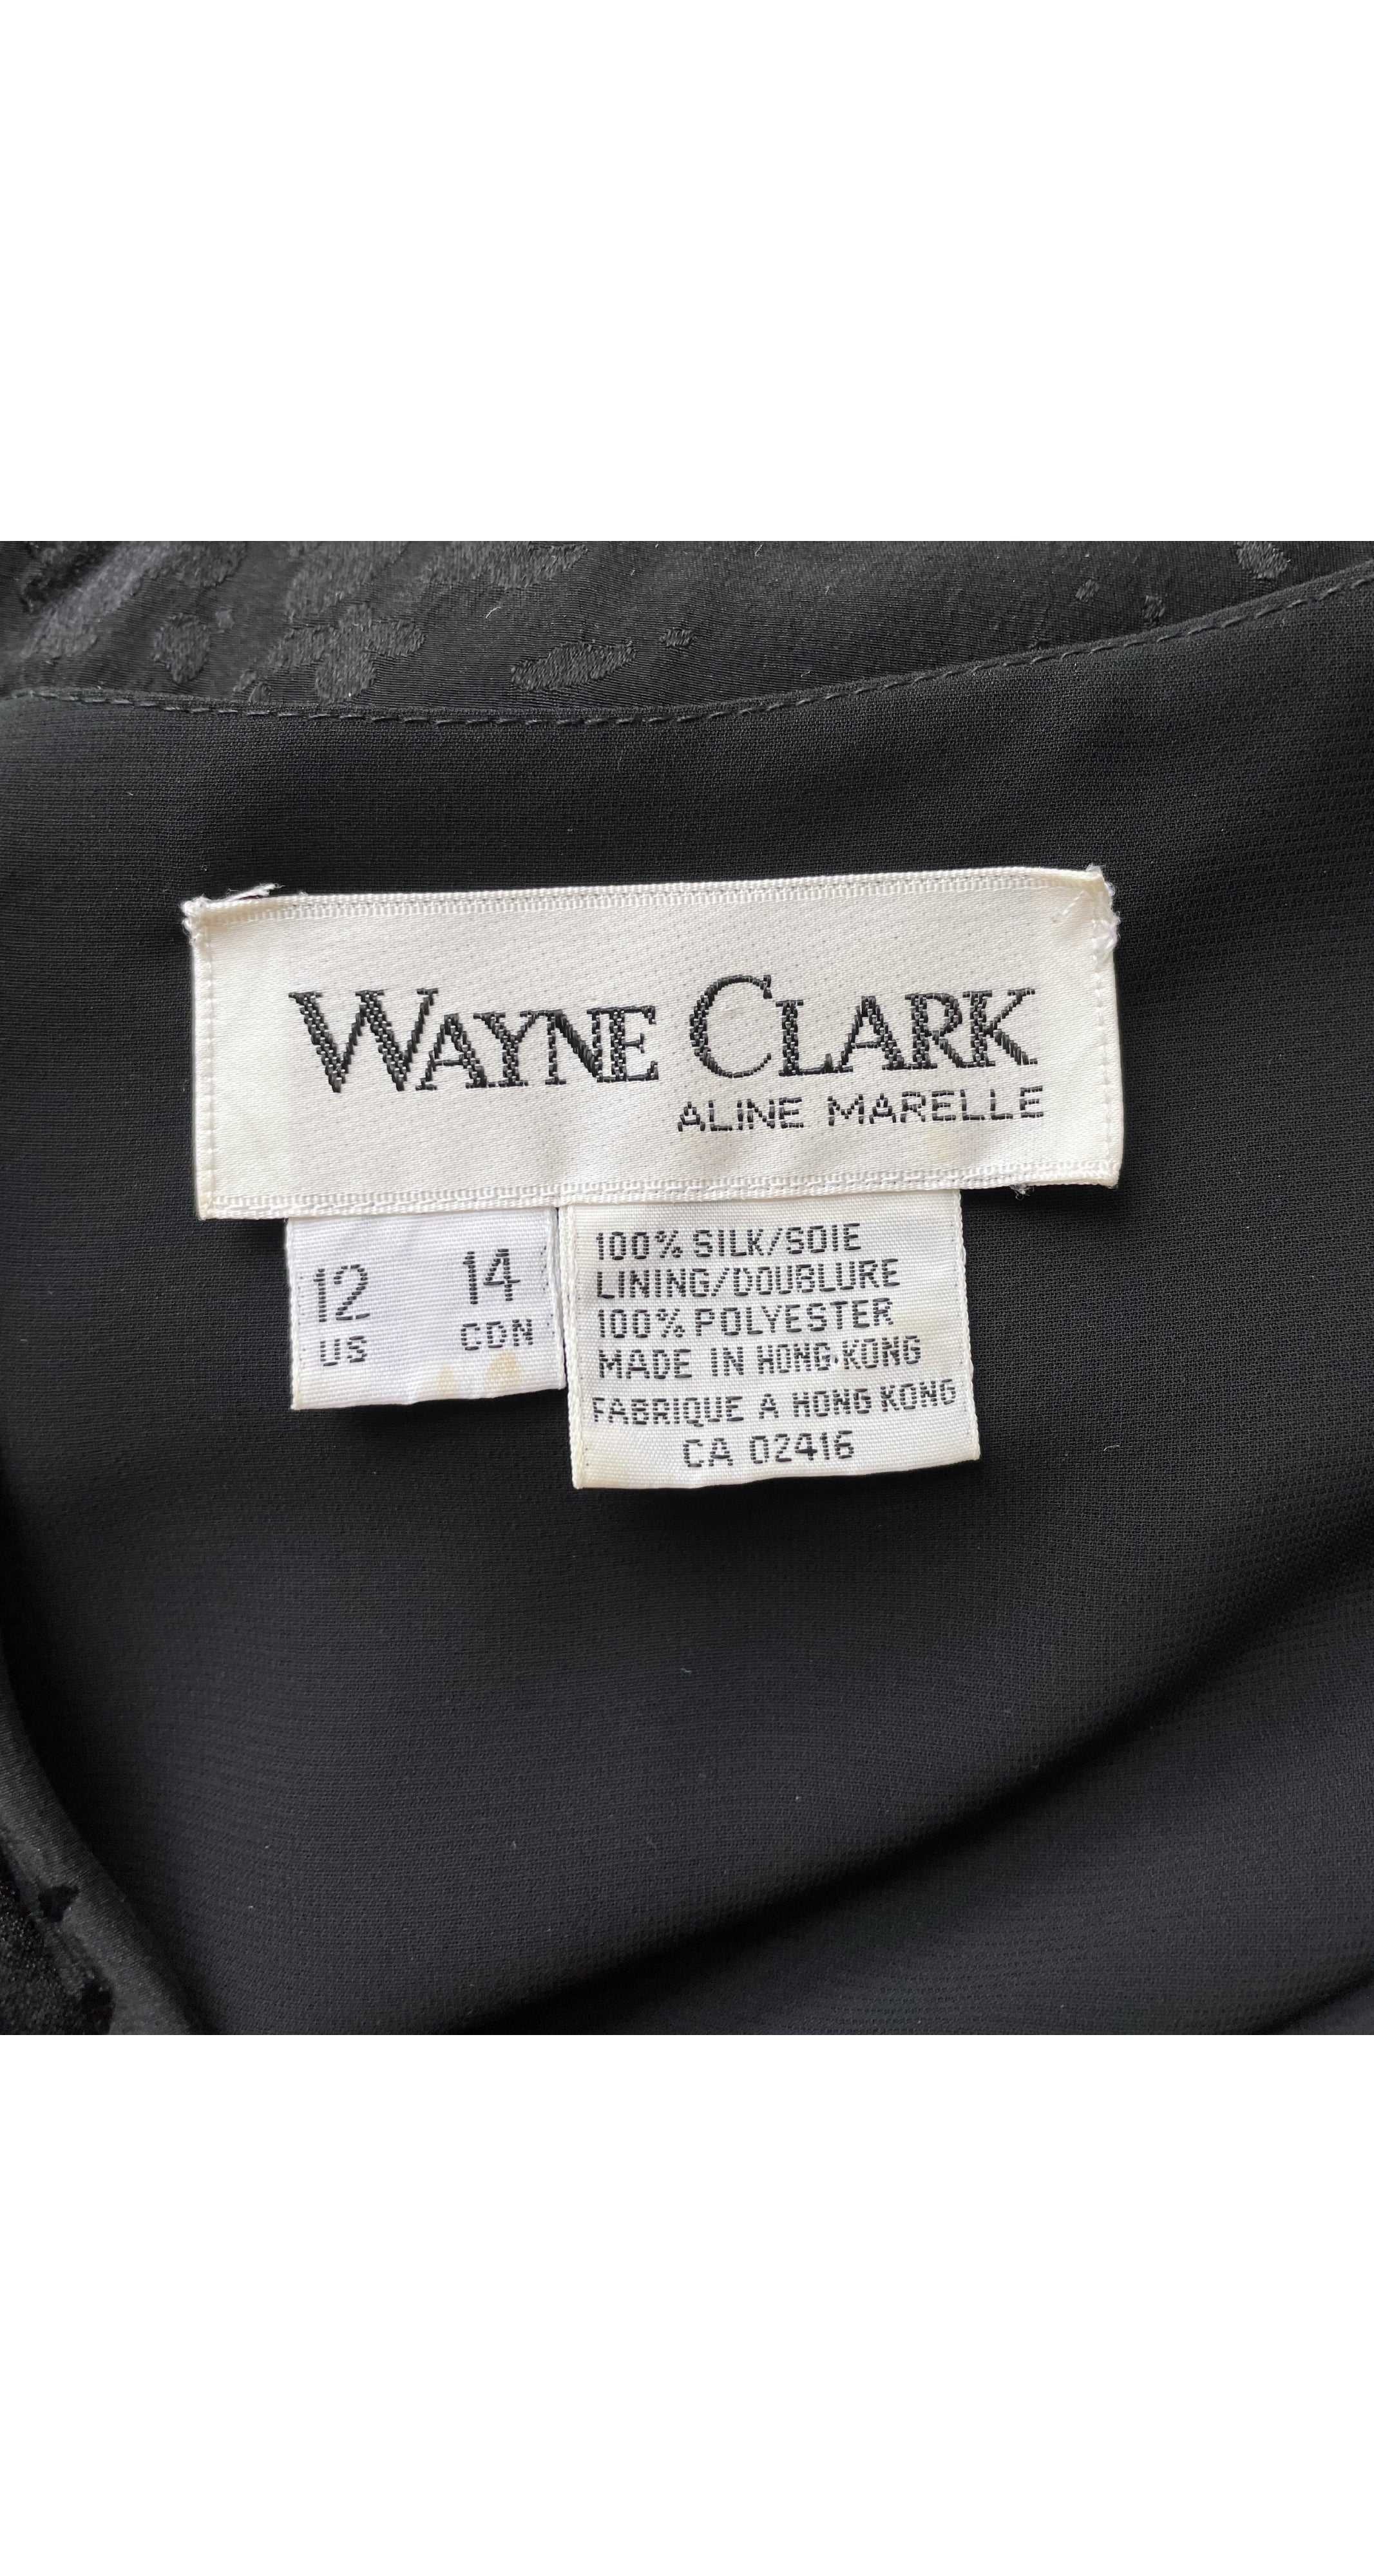 WAYNE CLARK
ALINE MARELLE
12 14
US CDN
100% SILK/SOIE
LINING/DOUBLURE
100% POLYESTER
MADE IN HONG KONG
FABRIQUE A HONG KONG
CA 02416